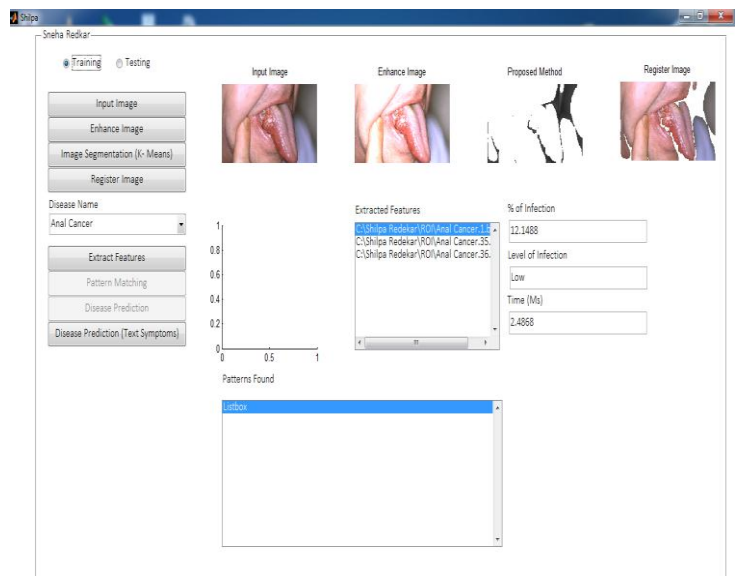 Shilpa
Sneha Redkar
Training
Testing
Input Image
Enhance Image
Proposed Method
Register Image
Input Image
Enhance Image
Image Segmentation (K- Means)
Register Image
Disease Name
Anal Cancer
Extract Features
Pattern Matching
Disease Prediction
Disease Prediction (Text Symptoms)
1
0.8
0.6
0.4
0.2
0
0 0.5 1
Extracted Features
C:\Shilpa Redekar\ROI\Anal Cancer.1.b
C:\Shilpa Redekar\ROI\Anal Cancer.35.
C:\Shilpa Redekar\ROI\Anal Cancer.36.
% of Infection
12.1488
Level of Infection
Low
Time (Ms)
2.4868
Patterns Found
Listbox